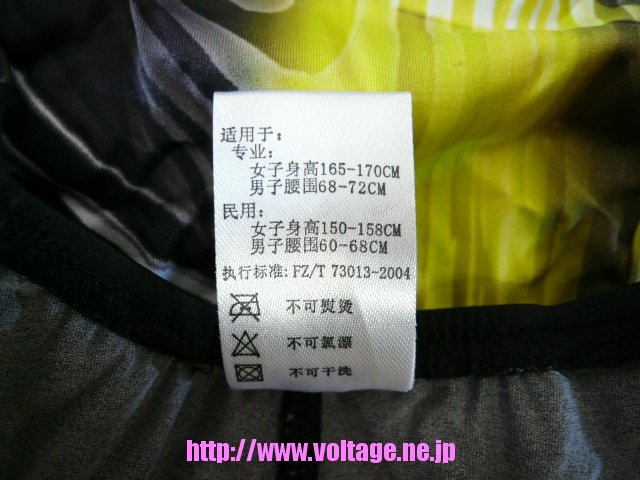 适用于:
专业:
女子身高165-170CM
男子腰围68-72CM
民用:
女子身高150-158CM
男子腰围60-68CM
执行标准: FZ/T 73013-2004
不可熨烫
不可氯漂
不可干洗
http://www.voltage.ne.jp